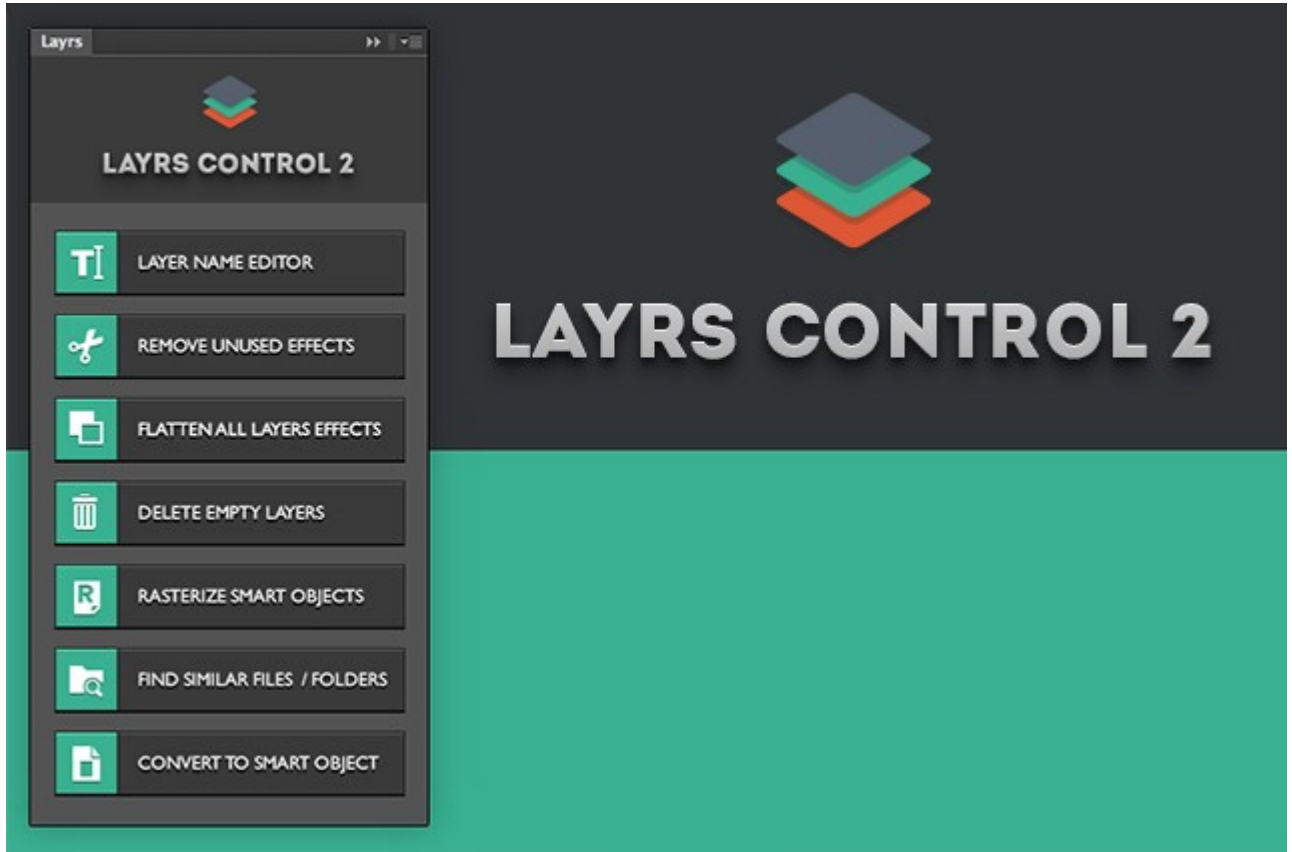 Layrs
LAYRS CONTROL 2
LAYER NAME EDITOR
REMOVE UNUSED EFFECTS
FLATTEN ALL LAYERS EFFECTS
DELETE EMPTY LAYERS
R
RASTERIZE SMART OBJECTS
FIND SIMILAR FILES / FOLDERS
CONVERT TO SMART OBJECT
LAYRS CONTROL 2